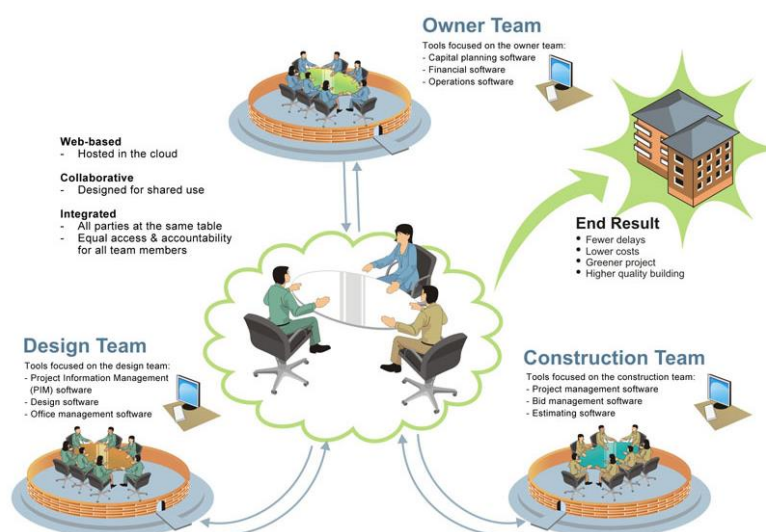 Owner Team
Tools focused on the owner team:
- Capital planning software
- Financial software
- Operations software
Web-based
- Hosted in the cloud
Collaborative
- Designed for shared use
Integrated
- All parties at the same table
- Equal access & accountability
for all team members
End Result
• Fewer delays
• Lower costs
• Greener project
• Higher quality building
Design Team
Tools focused on the design team:
- Project Information Management
(PIM) software
- Design software
- Office management software
Construction Team
Tools focused on the construction team:
- Project management software
- Bid management software
- Estimating software